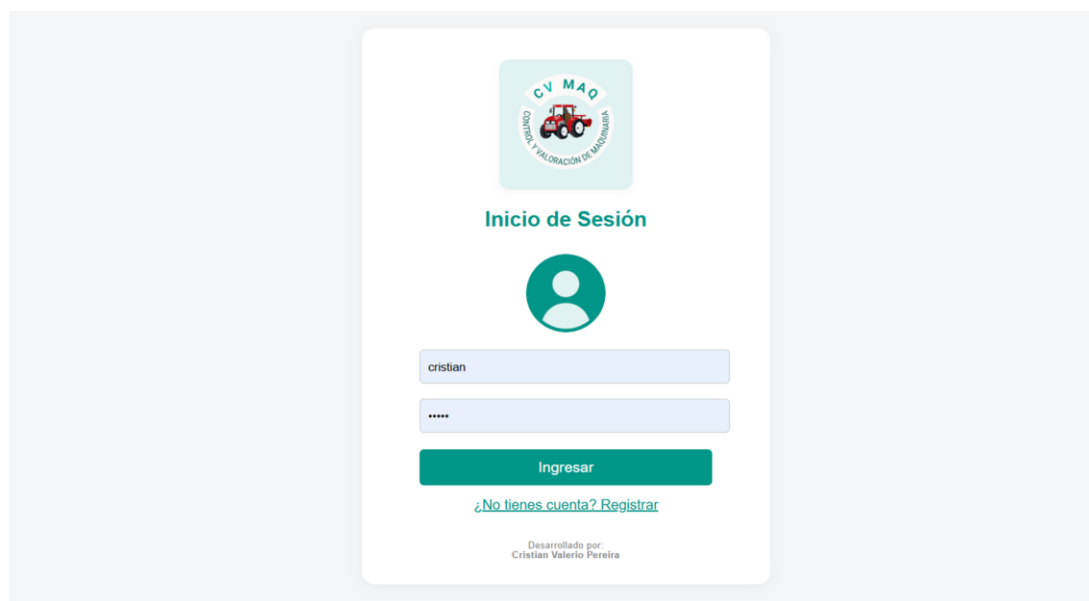 CV MAQ
CONTROL Y VALORACIÓN DE MAQUINARIA
Inicio de Sesión
cristian
•••••
Ingresar
¿No tienes cuenta? Registrar
Desarrollado por:
Cristian Valerio Pereira